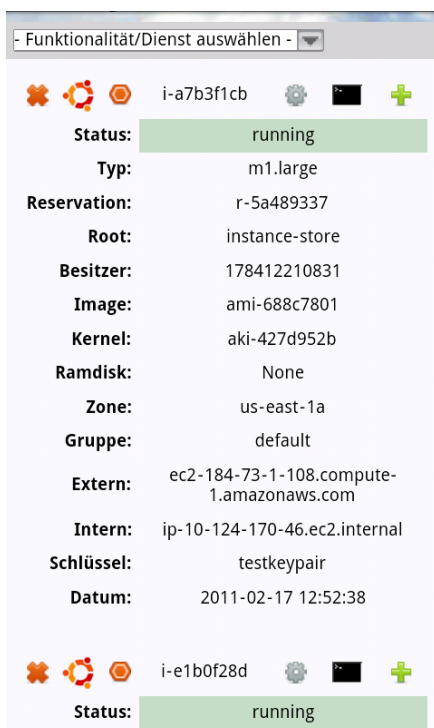 - Funktionalität/Dienst auswählen -
i-a7b3f1cb
Status: running
Typ: m1.large
Reservation: r-5a489337
Root: instance-store
Besitzer: 178412210831
Image: ami-688c7801
Kernel: aki-427d952b
Ramdisk: None
Zone: us-east-1a
Gruppe: default
Extern: ec2-184-73-1-108.compute-
1.amazonaws.com
Intern: ip-10-124-170-46.ec2.internal
Schlüssel: testkeypair
Datum: 2011-02-17 12:52:38
i-e1b0f28d
Status: running